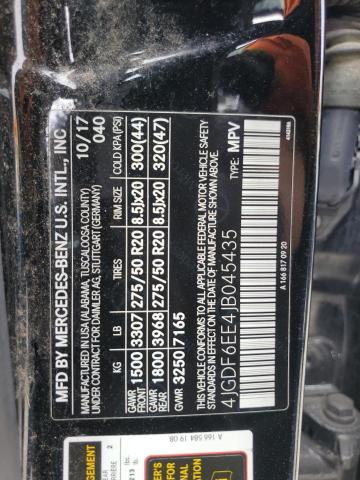 MFD BY MERCEDES-BENZ U.S. INTL., INC 10/17
MANUFACTURED IN USA (ALABAMA, TUSCALOOSA COUNTY) 040
UNDER CONTRACT FOR DAIMLER AG, STUTTGART (GERMANY)
KG LB TIRES RIM SIZE COLD KPA (PSI)
GAWR FRONT 1500 3307 275/50 R20 8.5Jx20 300(44)
GAWR REAR 1800 3968 275/50 R20 8.5Jx20 320(47)
GVWR 3250 7165
THIS VEHICLE CONFORMS TO ALL APPLICABLE FEDERAL MOTOR VEHICLE SAFETY
STANDARDS IN EFFECT ON THE DATE OF MANUFACTURE SHOWN ABOVE.
4JGDF6EE4JB045435 TYPE: MPV
A 166 817 09 20
A 166 584 19 08